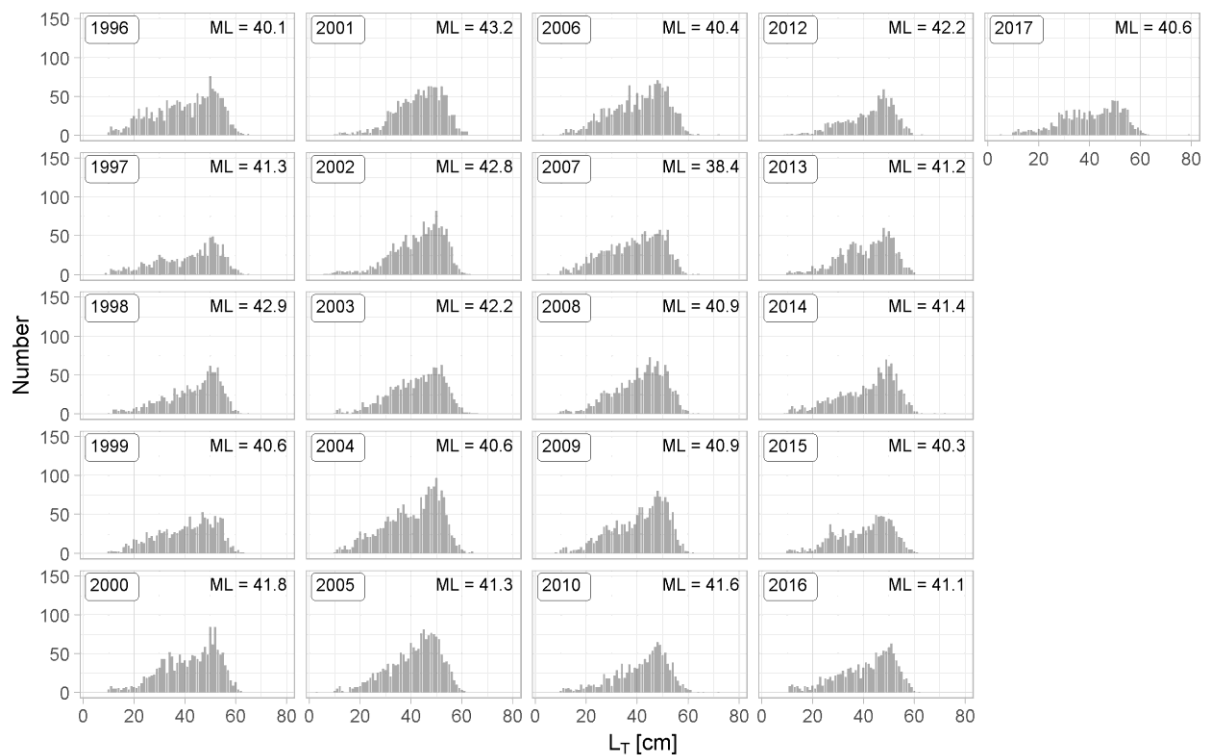 150
100
50
0
1996 ML = 40.1
2001 ML = 43.2
2006 ML = 40.4
2012 ML = 42.2
2017 ML = 40.6
0 20 40 60 80
150
100
50
0
1997 ML = 41.3
2002 ML = 42.8
2007 ML = 38.4
2013 ML = 41.2
Number
150
100
50
0
1998 ML = 42.9
2003 ML = 42.2
2008 ML = 40.9
2014 ML = 41.4
150
100
50
0
1999 ML = 40.6
2004 ML = 40.6
2009 ML = 40.9
2015 ML = 40.3
150
100
50
0
2000 ML = 41.8
2005 ML = 41.3
2010 ML = 41.6
2016 ML = 41.1
0 20 40 60 80
0 20 40 60 80
0 20 40 60 80
0 20 40 60 80
L_T [cm]